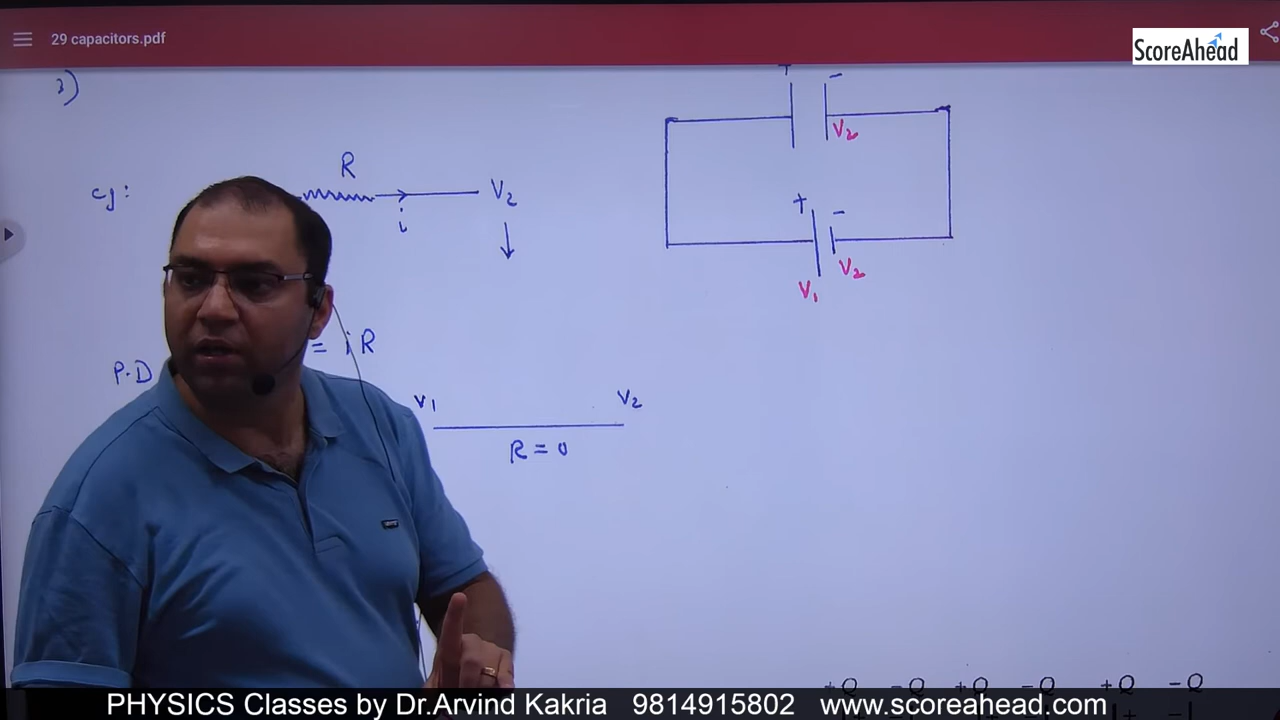 29 capacitors.pdf
ScoreAhead
3)
+ -
V2
R
eg:
V2
i
+ -
V2
V1
= iR
P.D
V1 V2
R = 0
+Q -Q +Q -Q +Q -Q
PHYSICS Classes by Dr.Arvind Kakria 9814915802 www.scoreahead.com